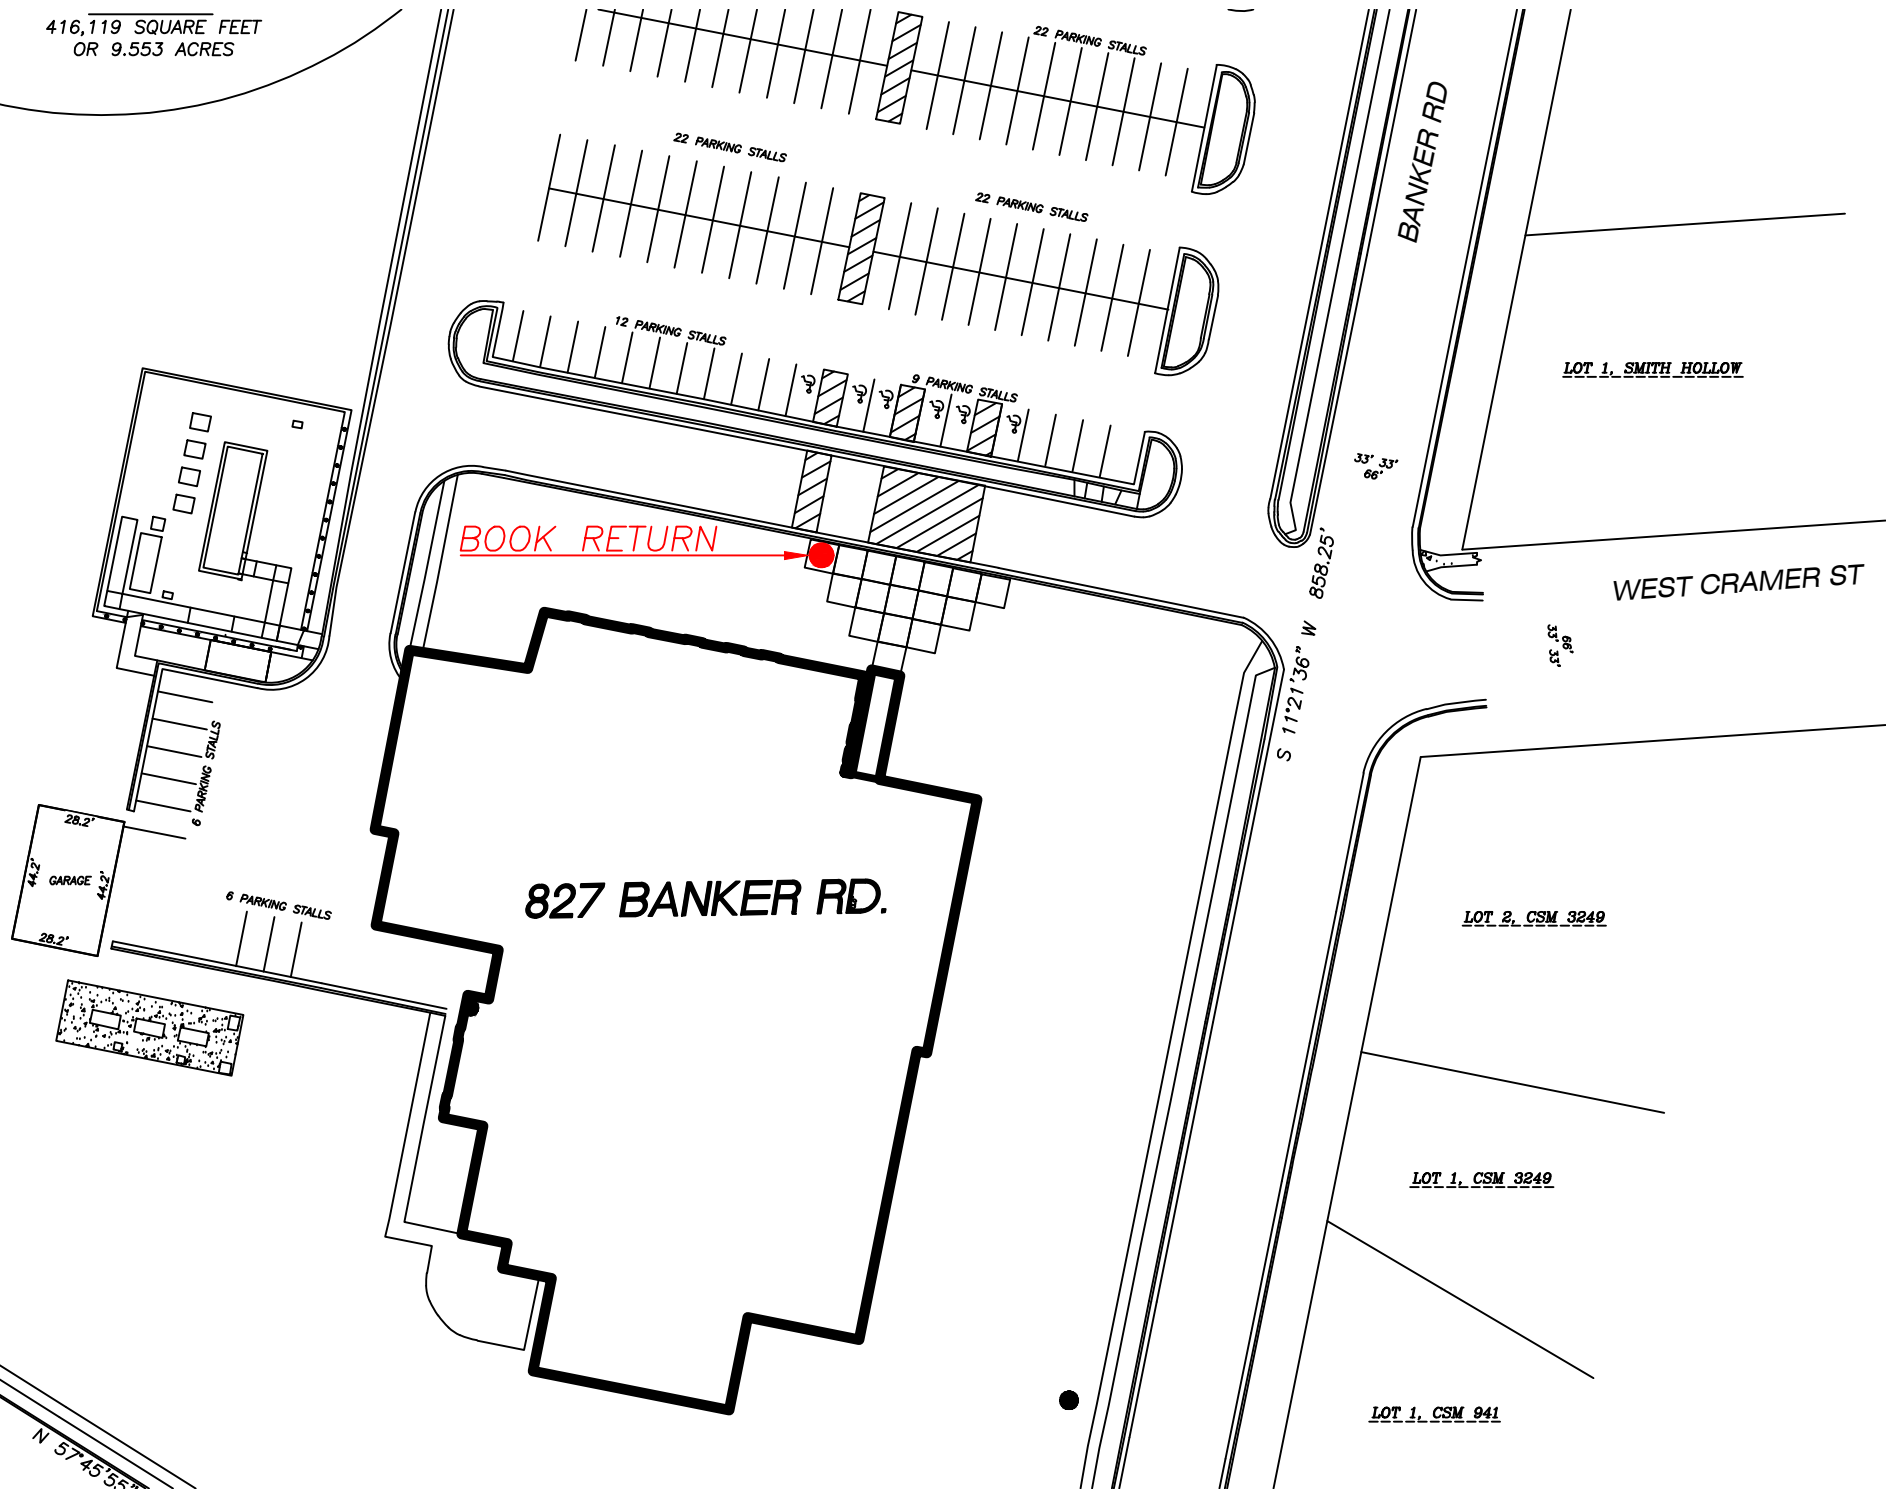 416,119 SQUARE FEET
OR 9.553 ACRES
22 PARKING STALLS
BANKER RD
22 PARKING STALLS
22 PARKING STALLS
12 PARKING STALLS
9 PARKING STALLS
LOT 1, SMITH HOLLOW
33' 33'
66'
BOOK RETURN
S 11°21'36" W 858.25'
WEST CRAMER ST
66'
33' 33'
6 PARKING STALLS
28.2'
44.2'
GARAGE
44.2'
28.2'
6 PARKING STALLS
827 BANKER RD.
LOT 2, CSM 3249
LOT 1, CSM 3249
LOT 1, CSM 941
N 57°45'55"